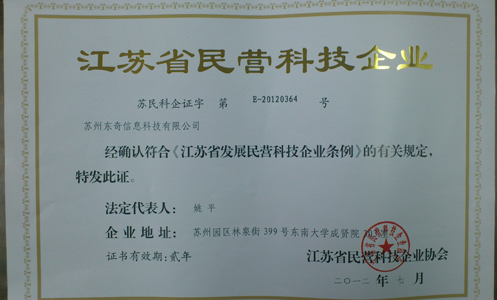 江苏省民营科技企业
苏民科企证字 第 E-20120364 号
苏州东奇信息科技有限公司
经确认符合《江苏省发展民营科技企业条例》的有关规定,
特发此证。
法定代表人: 姚平
企业地址: 苏州园区林泉街399号东南大学成贤院
证书有效期:贰年
江苏省民营科技企业协会
二〇一二年七月